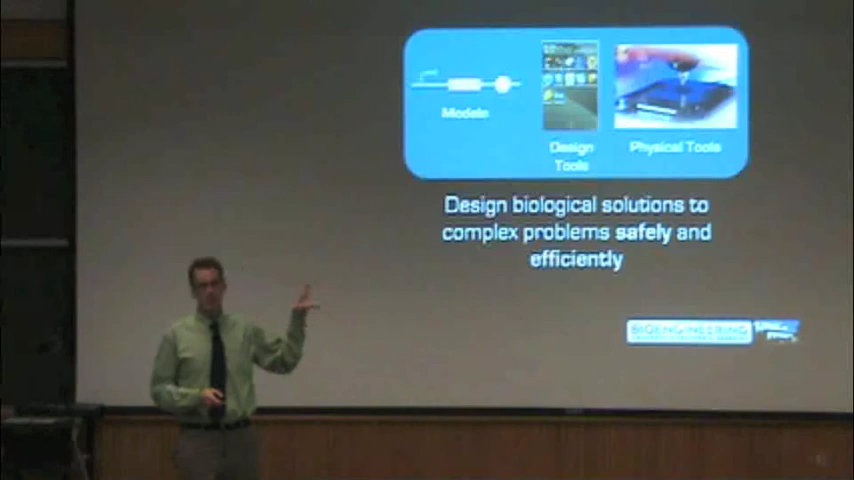 Models
Design
Tools
Physical Tools
Design biological solutions to
complex problems safely and
efficiently
BIOENGINEERING